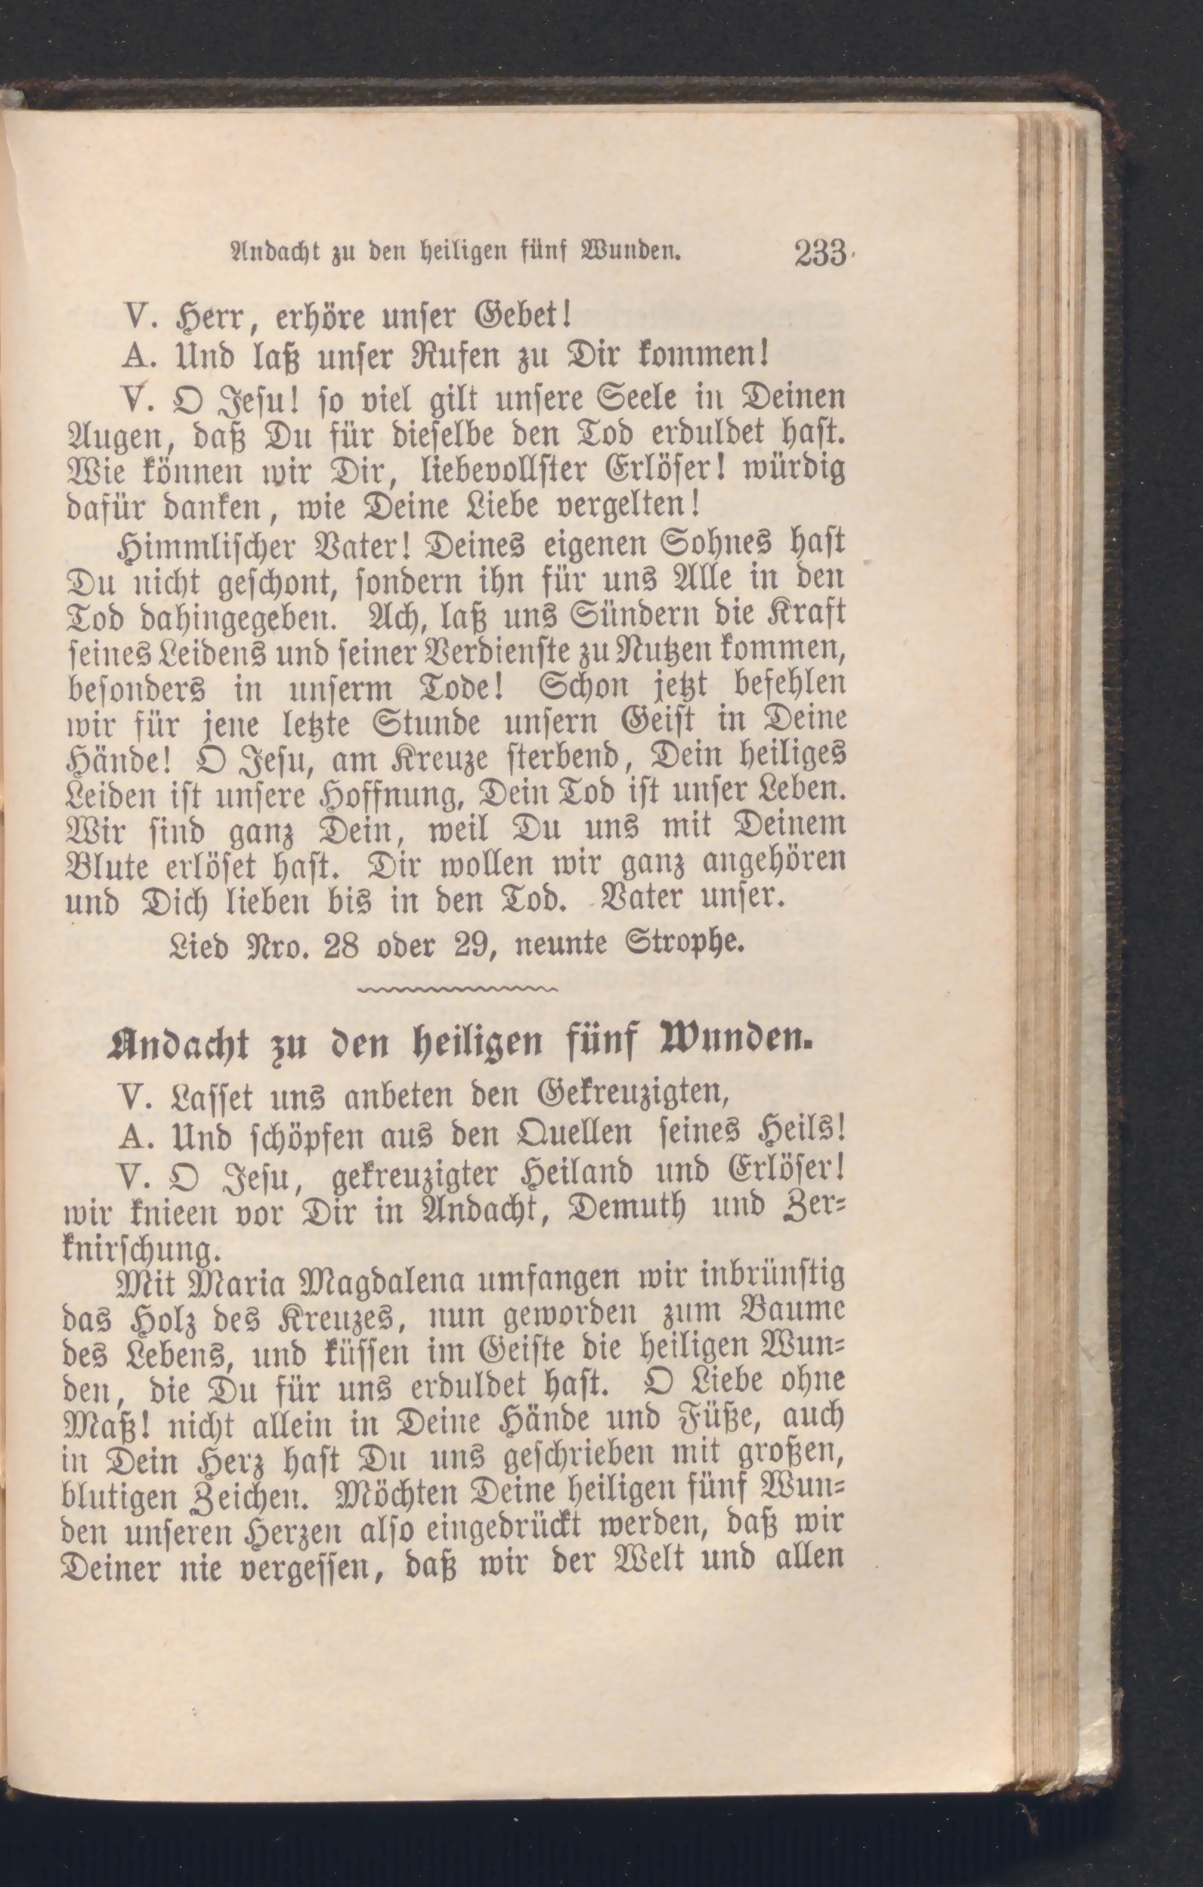 Andacht zu den heiligen fünf Wunden. 233
V. Herr, erhöre unser Gebet!
A. Und laß unser Rufen zu Dir kommen!
V. O Jesu! so viel gilt unsere Seele in Deinen
Augen, daß Du für dieselbe den Tod erduldet hast.
Wie können wir Dir, liebevollster Erlöser! würdig
dafür danken, wie Deine Liebe vergelten!
Himmlischer Vater! Deines eigenen Sohnes hast
Du nicht geschont, sondern ihn für uns Alle in den
Tod dahingegeben. Ach, laß uns Sündern die Kraft
seines Leidens und seiner Verdienste zu Nutzen kommen,
besonders in unserm Tode! Schon jetzt befehlen
wir für jene letzte Stunde unsern Geist in Deine
Hände! O Jesu, am Kreuze sterbend, Dein heiliges
Leiden ist unsere Hoffnung, Dein Tod ist unser Leben.
Wir sind ganz Dein, weil Du uns mit Deinem
Blute erlöset hast. Dir wollen wir ganz angehören
und Dich lieben bis in den Tod. Vater unser.
Lied Nro. 28 oder 29, neunte Strophe.
Andacht zu den heiligen fünf Wunden.
V. Lasset uns anbeten den Gekreuzigten,
A. Und schöpfen aus den Quellen seines Heils!
V. O Jesu, gekreuzigter Heiland und Erlöser!
wir knieen vor Dir in Andacht, Demuth und Zer-
knirschung.
Mit Maria Magdalena umfangen wir inbrünstig
das Holz des Kreuzes, nun geworden zum Baume
des Lebens, und küssen im Geiste die heiligen Wun-
den, die Du für uns erduldet hast. O Liebe ohne
Maß! nicht allein in Deine Hände und Füße, auch
in Dein Herz hast Du uns geschrieben mit großen,
blutigen Zeichen. Möchten Deine heiligen fünf Wun-
den unseren Herzen also eingedrückt werden, daß wir
Deiner nie vergessen, daß wir der Welt und allen